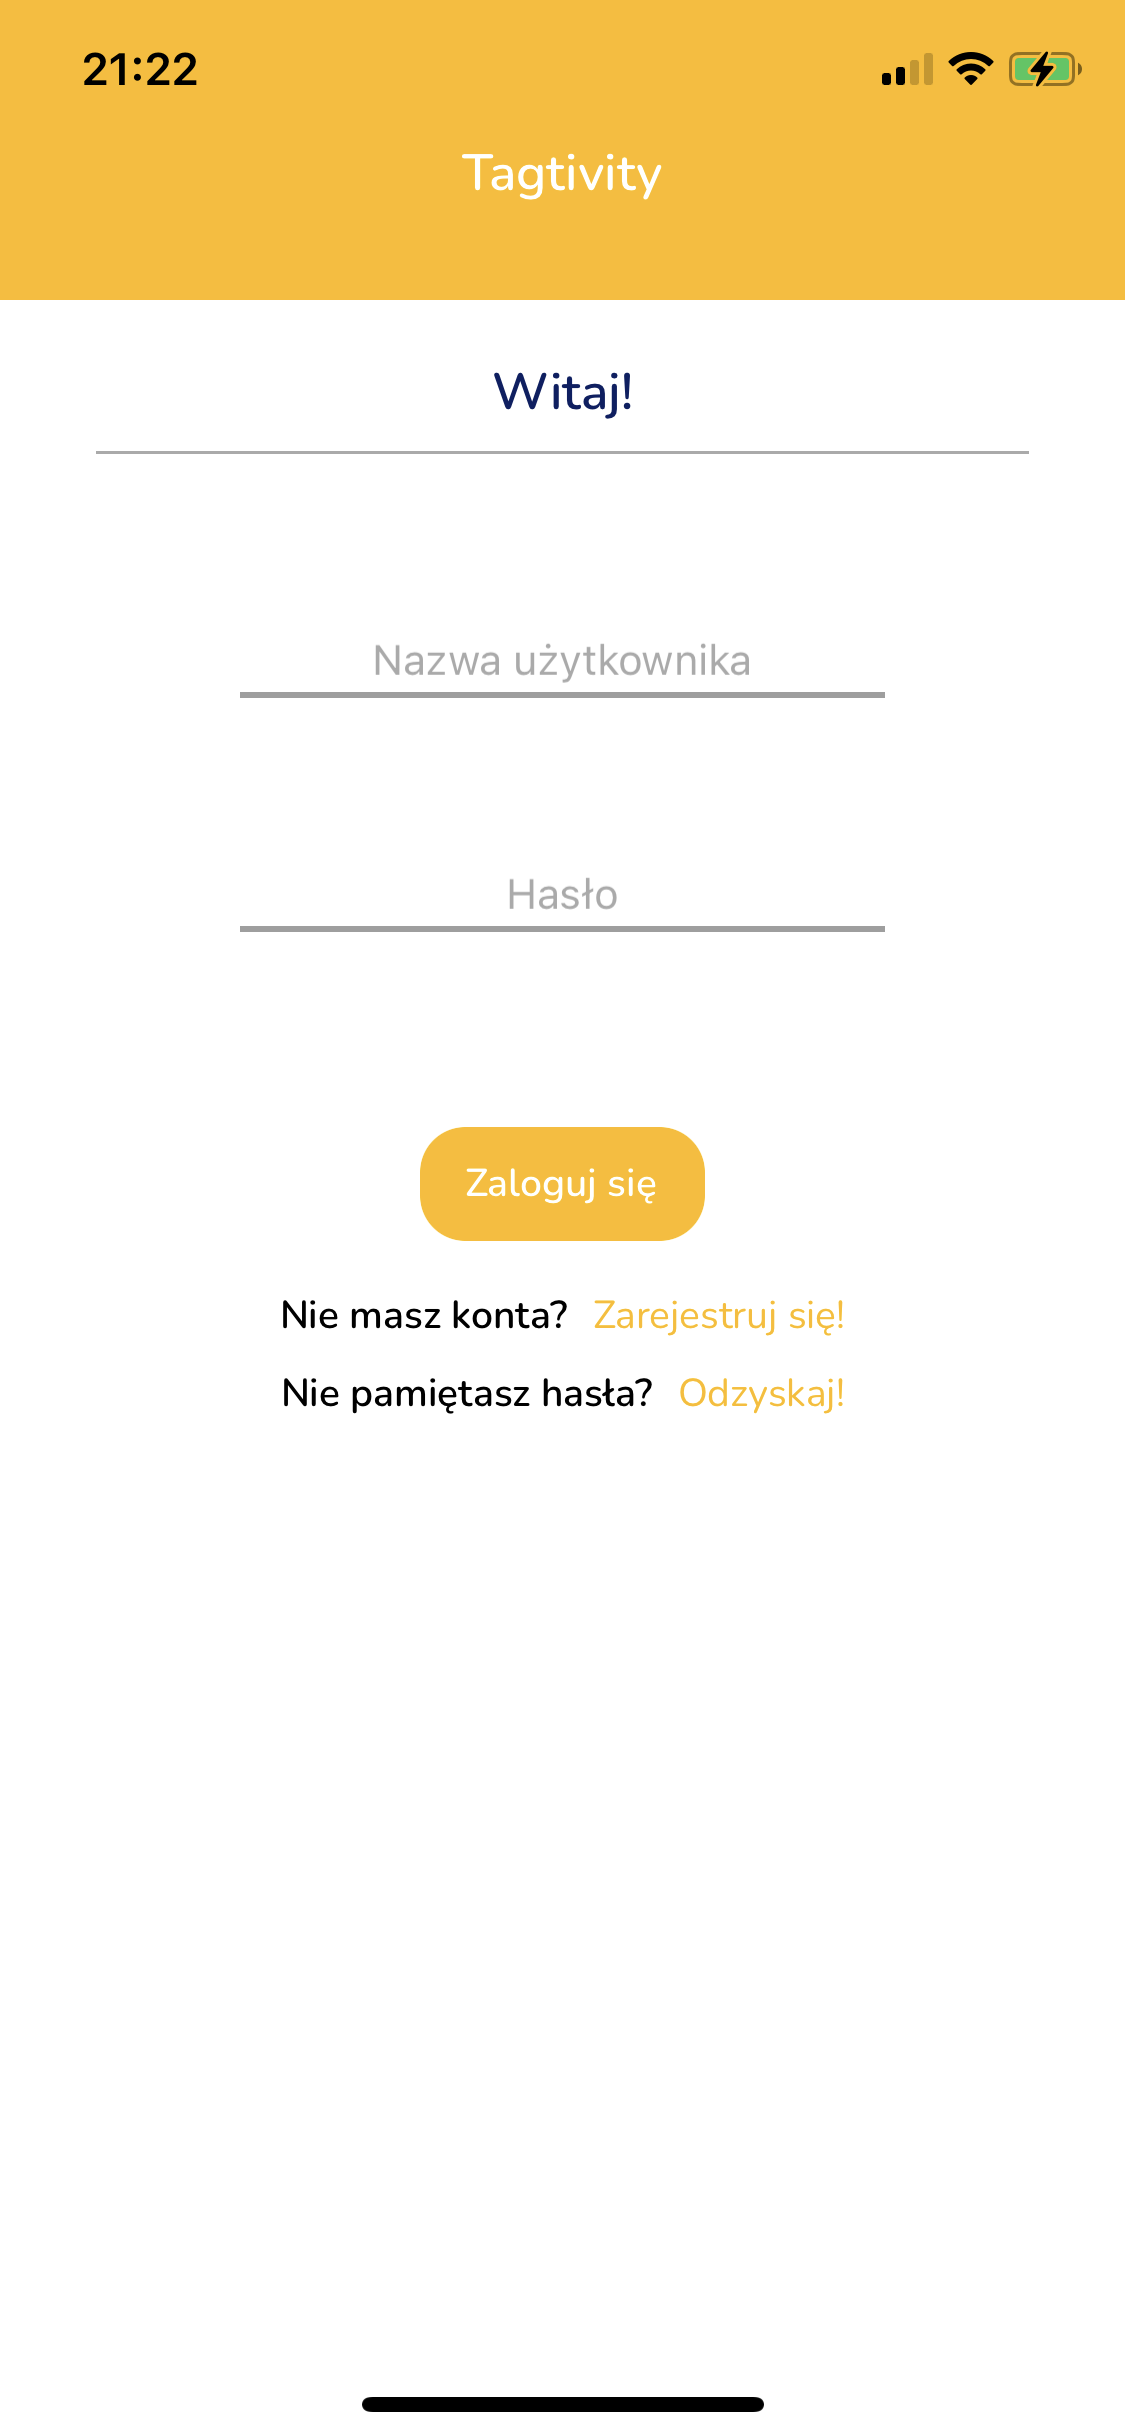 21:22
Tagtivity
Witaj!
Nazwa użytkownika
Hasło
Zaloguj się
Nie masz konta? Zarejestruj się!
Nie pamiętasz hasła? Odzyskaj!